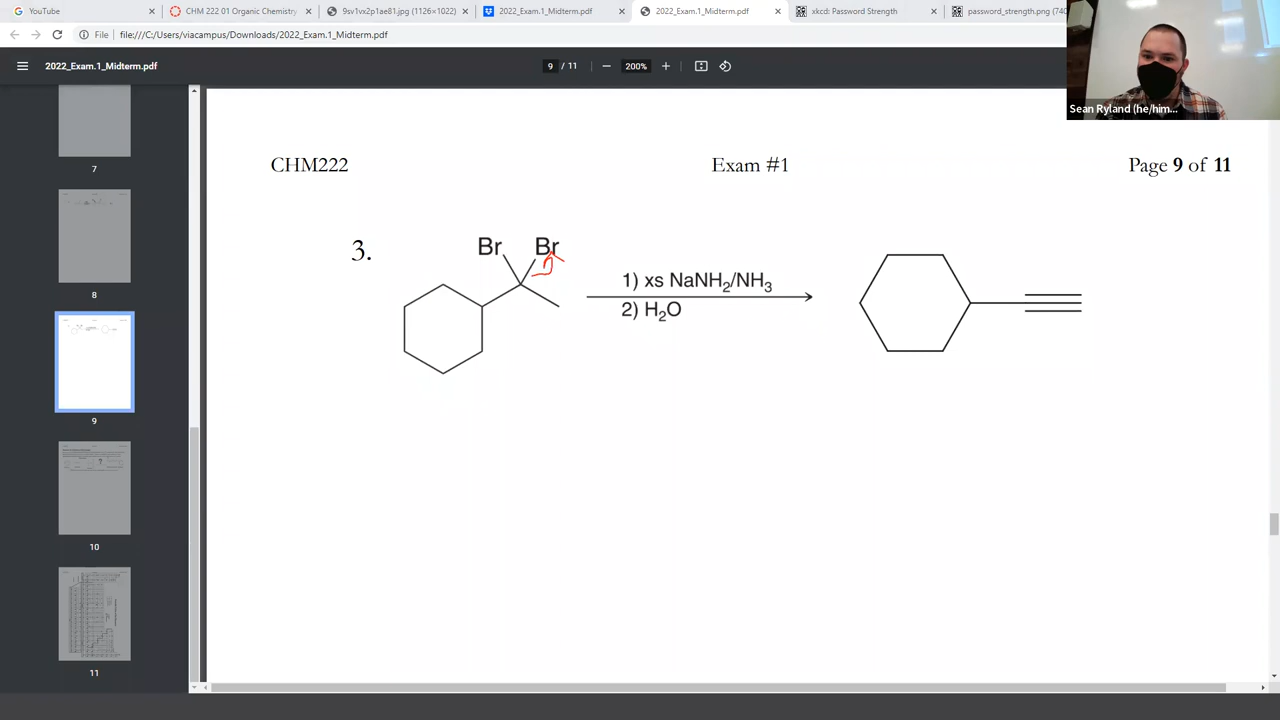 YouTube
CHM 222 01 Organic Chemistry
9sv1vx2p1ae81.jpg (1126×1022)
2022_Exam.1_Midterm.pdf
2022_Exam.1_Midterm.pdf
xkcd: Password Strength
password_strength.png (740
File
file:///C:/Users/viacampus/Downloads/2022_Exam.1_Midterm.pdf
2022_Exam.1_Midterm.pdf
9 / 11
200%
Sean Ryland (he/him...
7
8
9
10
11
CHM222
Exam #1
Page 9 of 11
3.
Br
Br
1) xs NaNH2/NH3
2) H2O